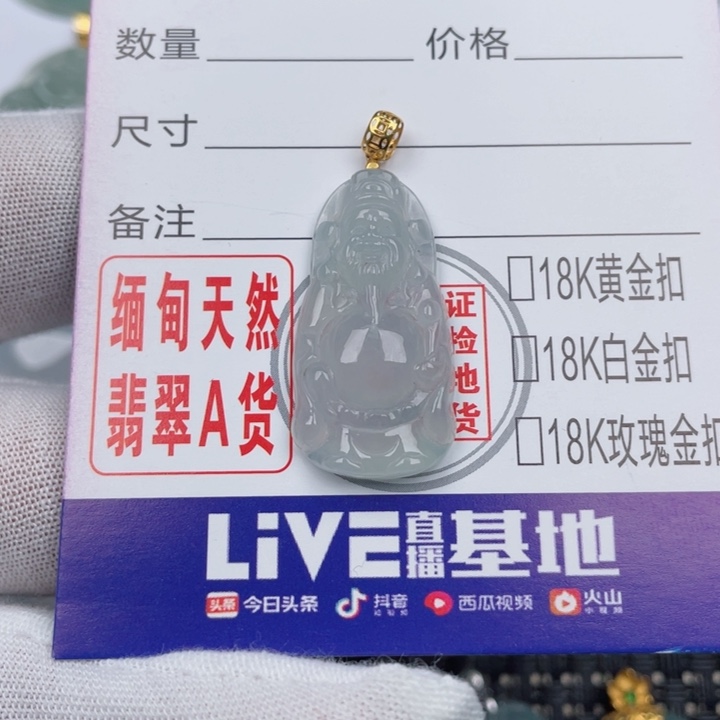 数量
价格
尺寸
备注
缅甸天然
翡翠A货
证
检
地
货
□18K黄金扣
□18K白金扣
□18K玫瑰金扣
LiVE直播基地
头条 今日头条
抖音
西瓜视频
火山
小视频